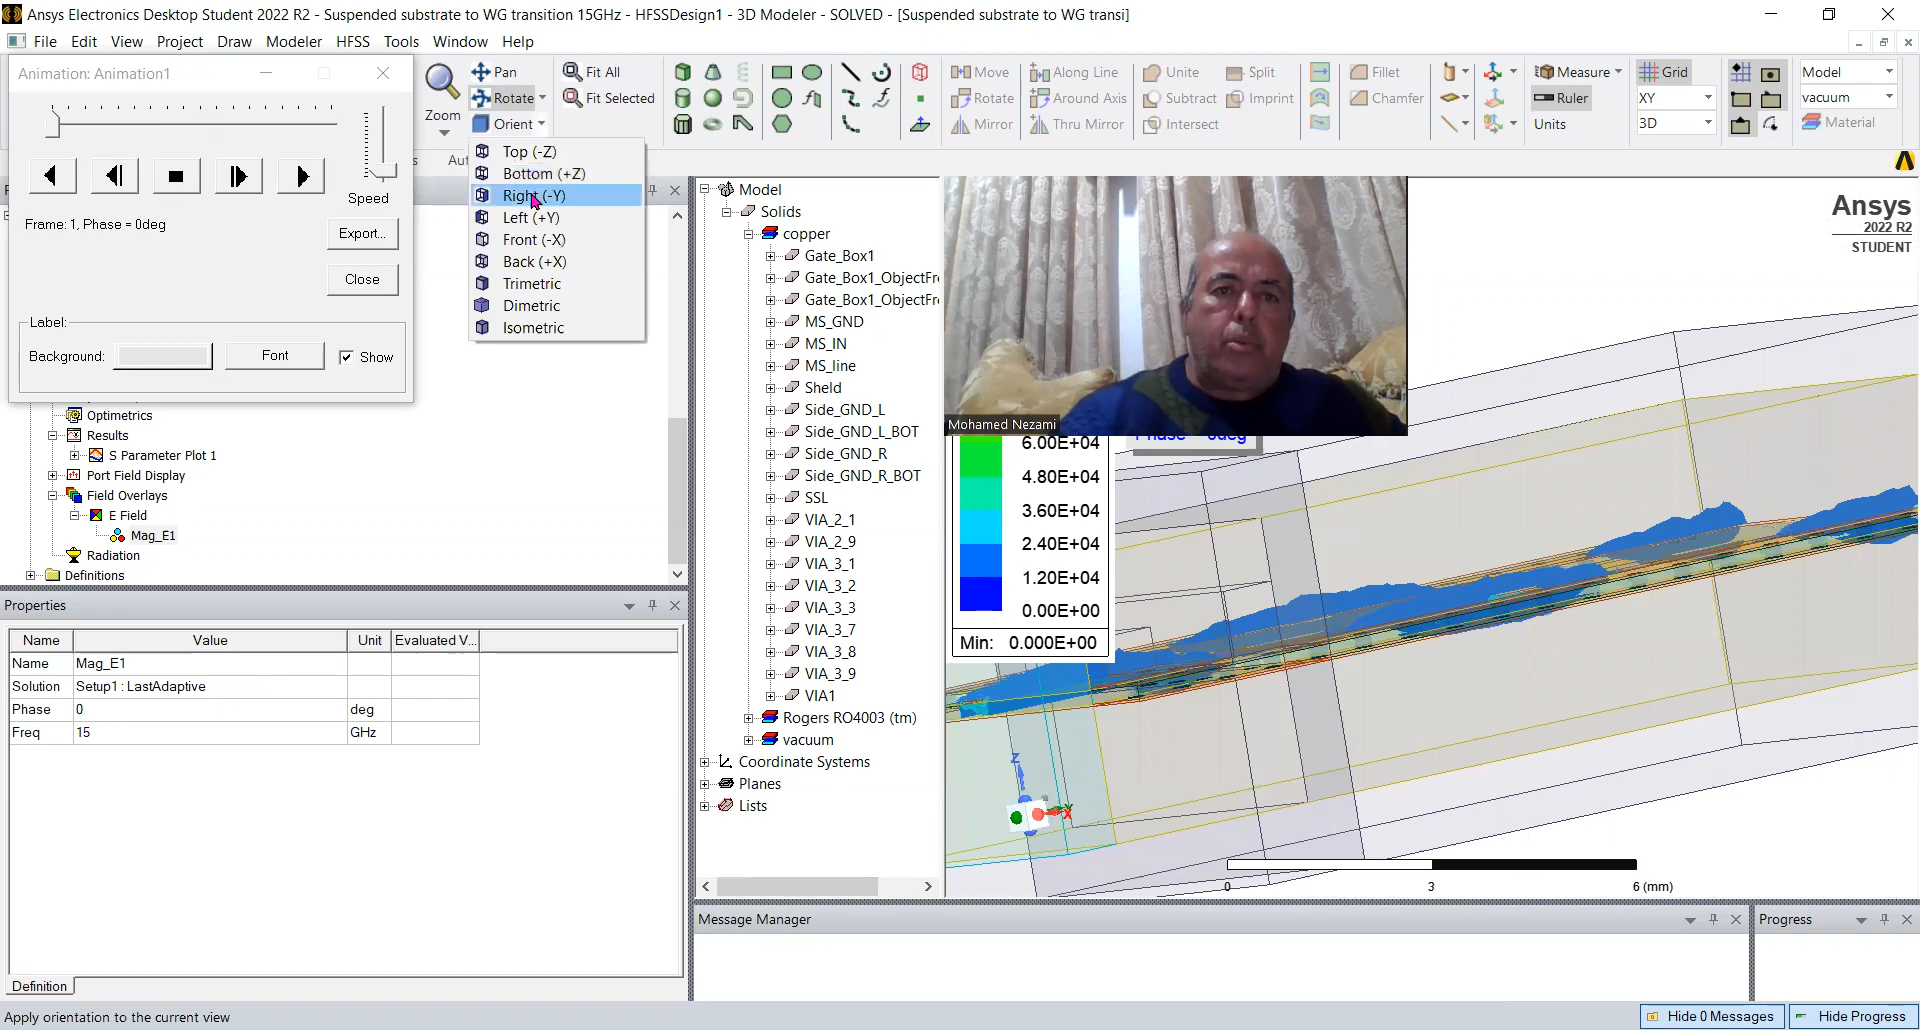 Ansys Electronics Desktop Student 2022 R2 - Suspended substrate to WG transition 15GHz - HFSSDesign1 - 3D Modeler - SOLVED - [Suspended substrate to WG transi]
File Edit View Project Draw Modeler HFSS Tools Window Help
Animation: Animation1
Speed
Frame: 1, Phase = 0deg
Export...
Close
Label:
Background:
Font
Show
Zoom
Pan
Rotate
Orient
Fit All
Fit Selected
Move
Rotate
Mirror
Along Line
Around Axis
Thru Mirror
Unite
Subtract
Intersect
Split
Imprint
Fillet
Chamfer
Measure
Ruler
Units
Grid
XY
3D
Model
vacuum
Material
Top (-Z)
Bottom (+Z)
Right (-Y)
Left (+Y)
Front (-X)
Back (+X)
Trimetric
Dimetric
Isometric
Optimetrics
Results
S Parameter Plot 1
Port Field Display
Field Overlays
E Field
Mag_E1
Radiation
Definitions
Properties
Name Value Unit Evaluated V...
Name Mag_E1
Solution Setup1 : LastAdaptive
Phase 0 deg
Freq 15 GHz
Definition
Model
Solids
copper
Gate_Box1
Gate_Box1_ObjectFr
Gate_Box1_ObjectFr
MS_GND
MS_IN
MS_line
Sheld
Side_GND_L
Side_GND_L_BOT
Side_GND_R
Side_GND_R_BOT
SSL
VIA_2_1
VIA_2_9
VIA_3_1
VIA_3_2
VIA_3_3
VIA_3_7
VIA_3_8
VIA_3_9
VIA1
Rogers RO4003 (tm)
vacuum
Coordinate Systems
Planes
Lists
Mohamed Nezami
Ansys
2022 R2
STUDENT
6.00E+04
4.80E+04
3.60E+04
2.40E+04
1.20E+04
0.00E+00
Min: 0.000E+00
Z
Y
X
0 3 6 (mm)
Message Manager
Progress
Apply orientation to the current view
Hide 0 Messages
Hide Progress